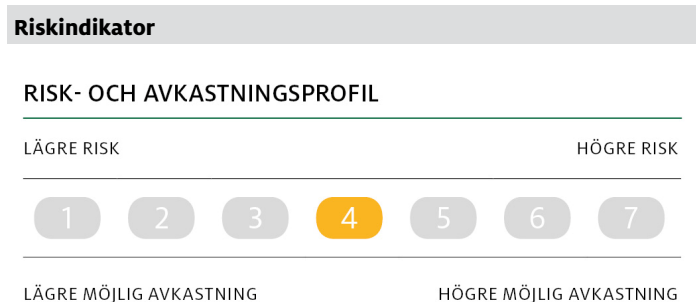 Riskindikator
RISK- OCH AVKASTNINGSPROFIL
LÄGRE RISK HÖGRE RISK
1 2 3 4 5 6 7
LÄGRE MÖJLIG AVKASTNING HÖGRE MÖJLIG AVKASTNING